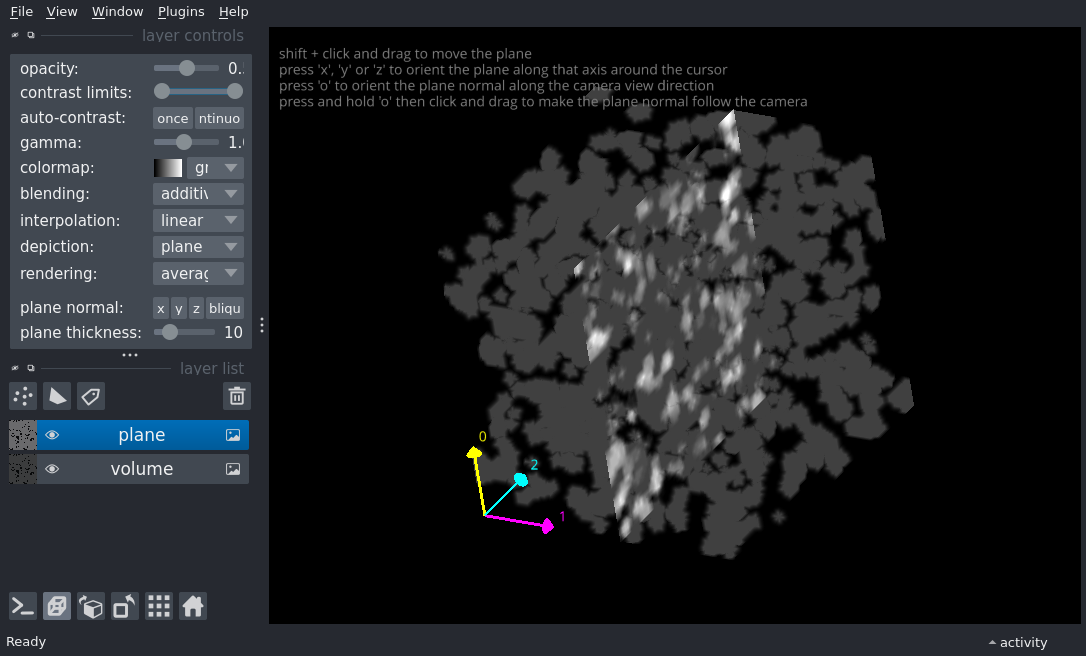 File View Window Plugins Help
layer controls
opacity: 0.
contrast limits:
auto-contrast: once ntinuo
gamma: 1.0
colormap: gr
blending: additiv
interpolation: linear
depiction: plane
rendering: averag
plane normal: x y z bliqu
plane thickness: 10
layer list
plane
volume
shift + click and drag to move the plane
press 'x', 'y' or 'z' to orient the plane along that axis around the cursor
press 'o' to orient the plane normal along the camera view direction
press and hold 'o' then click and drag to make the plane normal follow the camera
0
2
1
Ready
activity